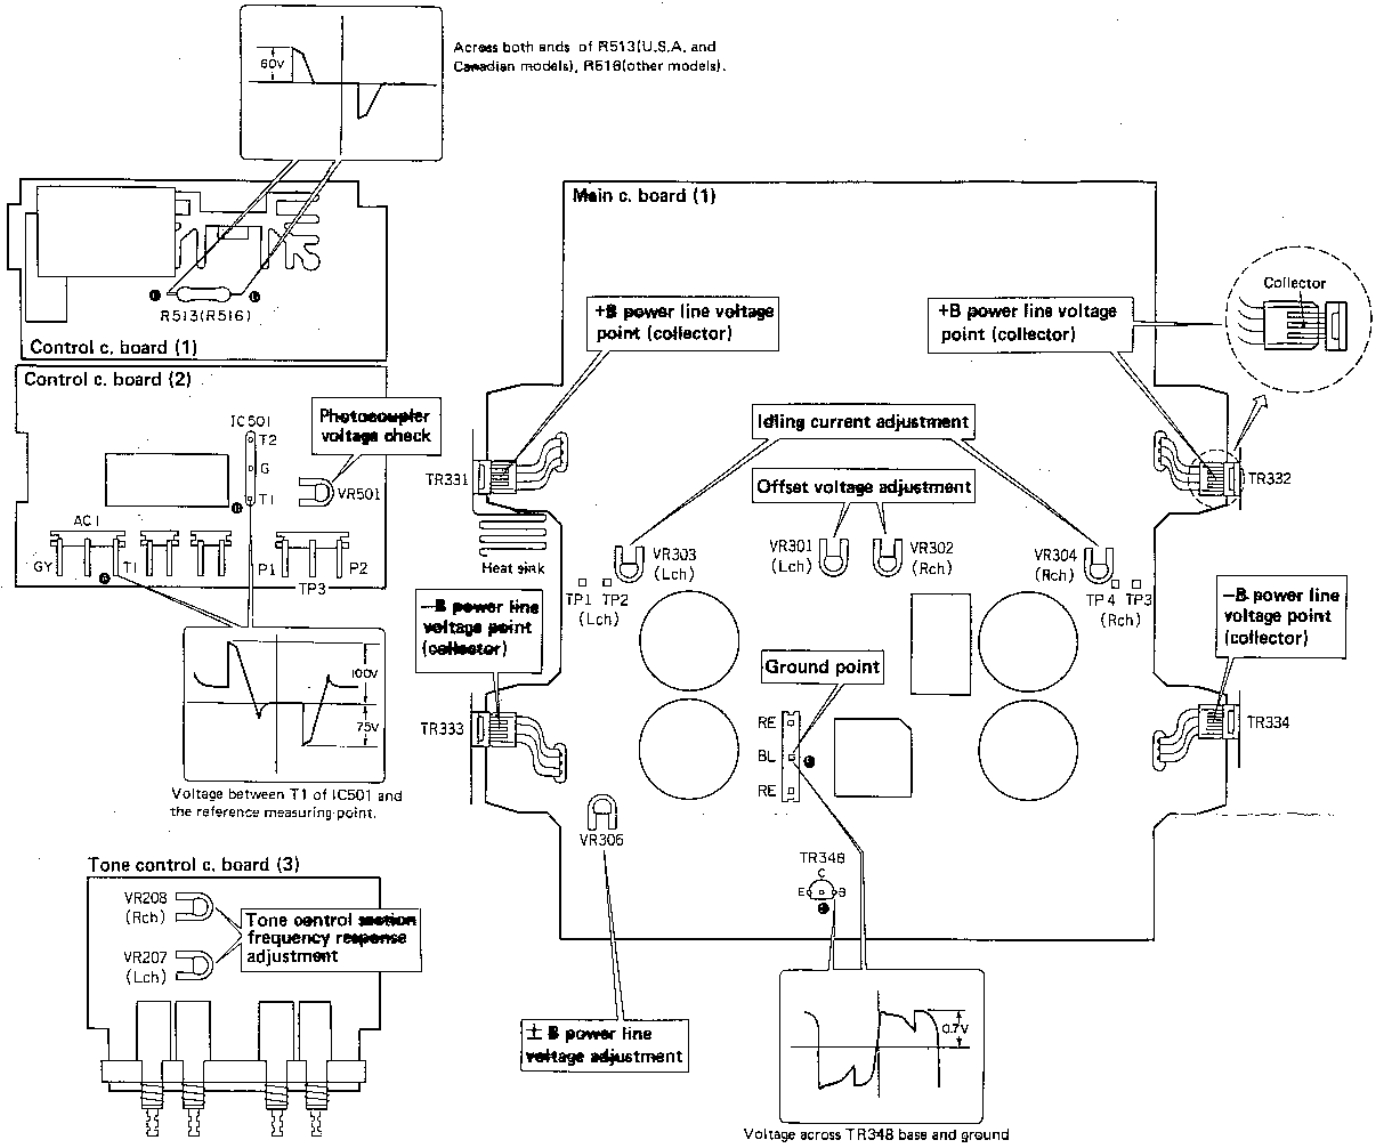 60V
Across both ends of R513(U.S.A. and
Canadian models), R516(other models).
R513(R516)
Control c. board (1)
Control c. board (2)
IC501
T2
G
T1
Photocoupler
voltage check
VR501
AC1
GY
T1
P1
TP3
P2
100V
75V
Voltage between T1 of IC501 and
the reference measuring point.
Tone control c. board (3)
VR208
(Rch)
VR207
(Lch)
Tone control section
frequency response
adjustment
Main c. board (1)
+B power line voltage
point (collector)
+B power line voltage
point (collector)
Collector
Idling current adjustment
Offset voltage adjustment
TR331
TR332
Heat sink
VR303
(Lch)
VR301
(Lch)
VR302
(Rch)
VR304
(Rch)
TP1 TP2
(Lch)
TP4 TP3
(Rch)
−B power line
voltage point
(collector)
−B power line
voltage point
(collector)
Ground point
TR333
TR334
RE
BL
RE
VR306
TR348
C
E
B
± B power line
voltage adjustment
0.7V
Voltage across TR348 base and ground